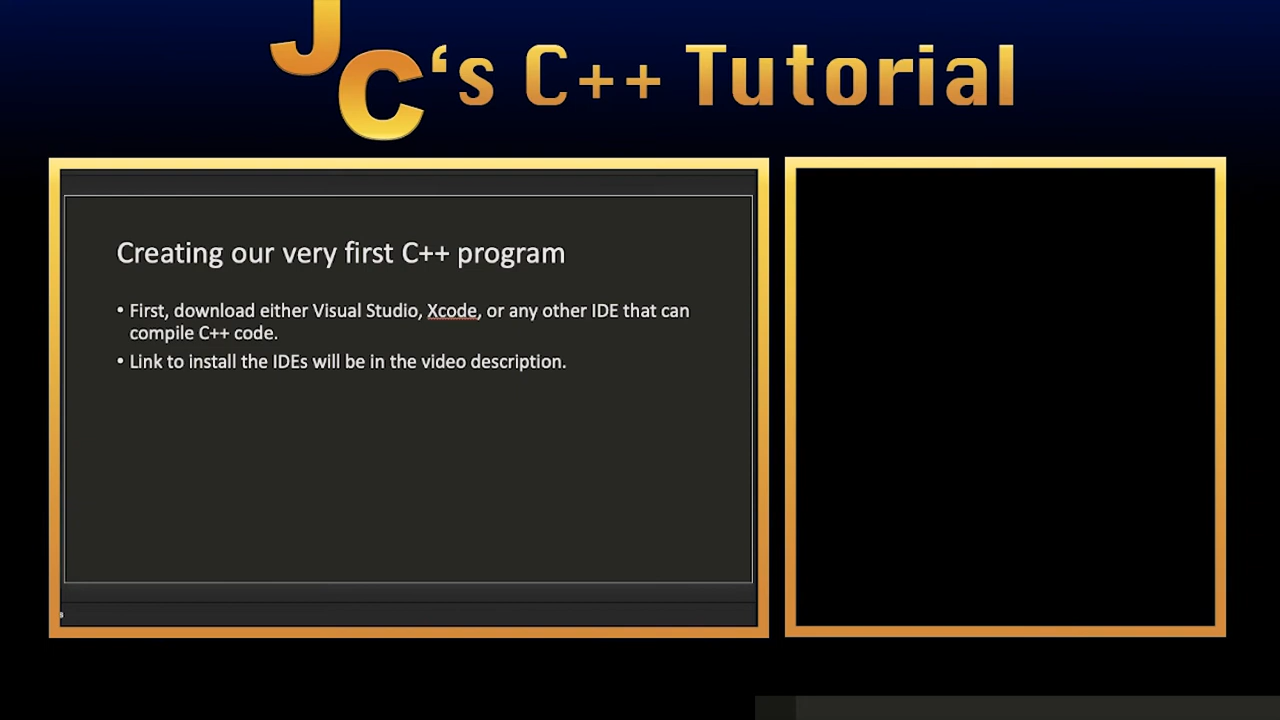 JC's C++ Tutorial
Creating our very first C++ program
• First, download either Visual Studio, Xcode, or any other IDE that can
compile C++ code.
• Link to install the IDEs will be in the video description.